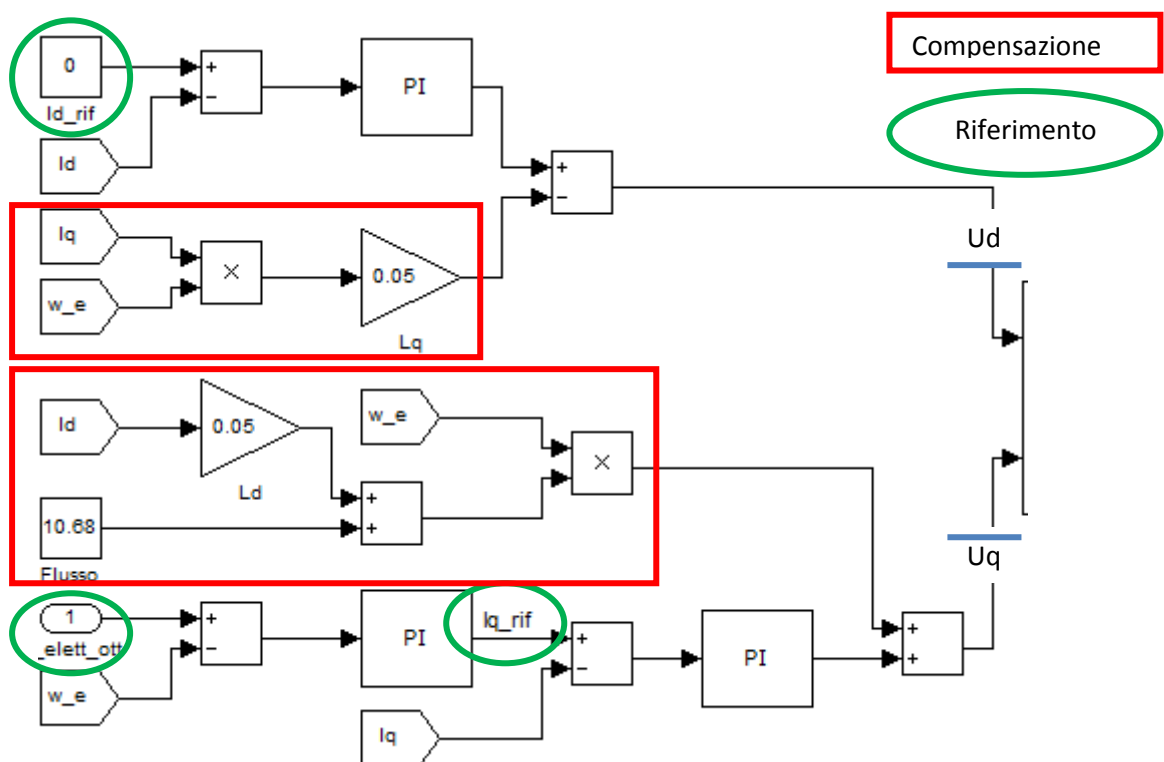 Compensazione
0
Id_rif
+
−
PI
Riferimento
Id
+
−
Iq
w_e
×
0.05
Lq
Ud
Id
0.05
Ld
w_e
×
10.68
Flusso
+
+
Uq
1
_elett_ott
+
−
PI
Iq_rif
+
−
PI
+
+
w_e
Iq